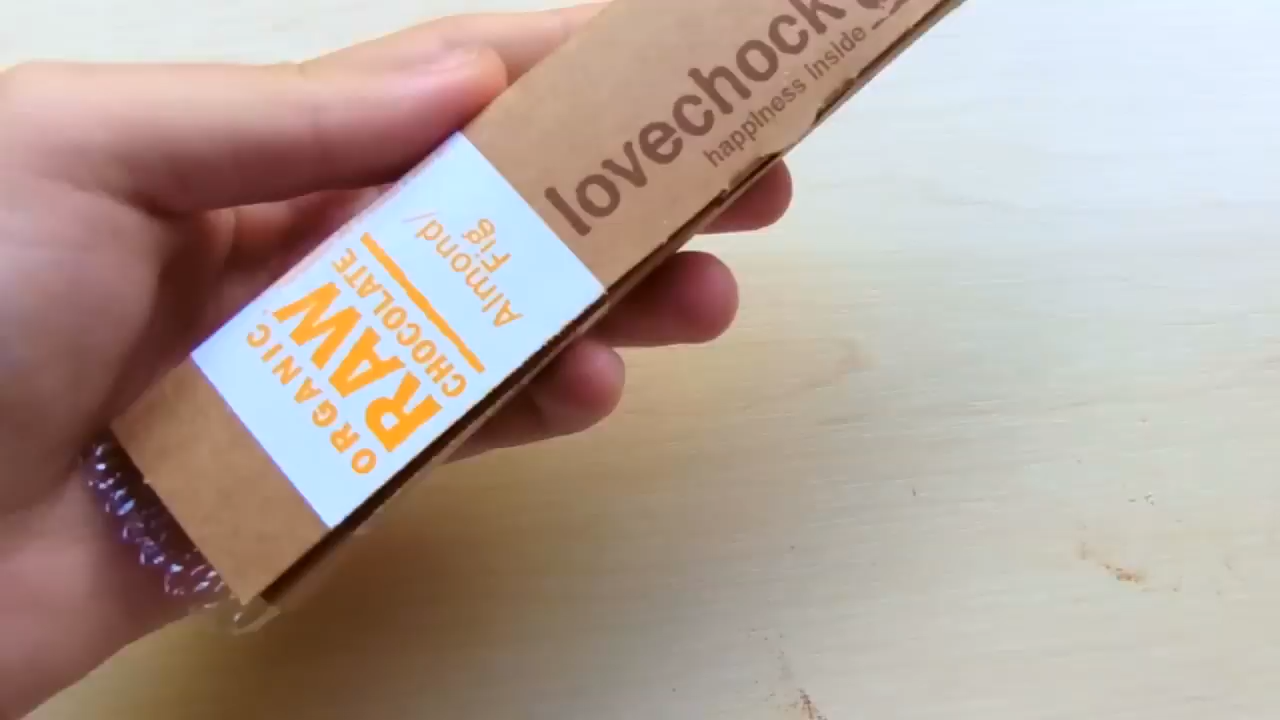 lovechock
happiness inside
ORGANIC
RAW
CHOCOLATE
Almond/
Fig